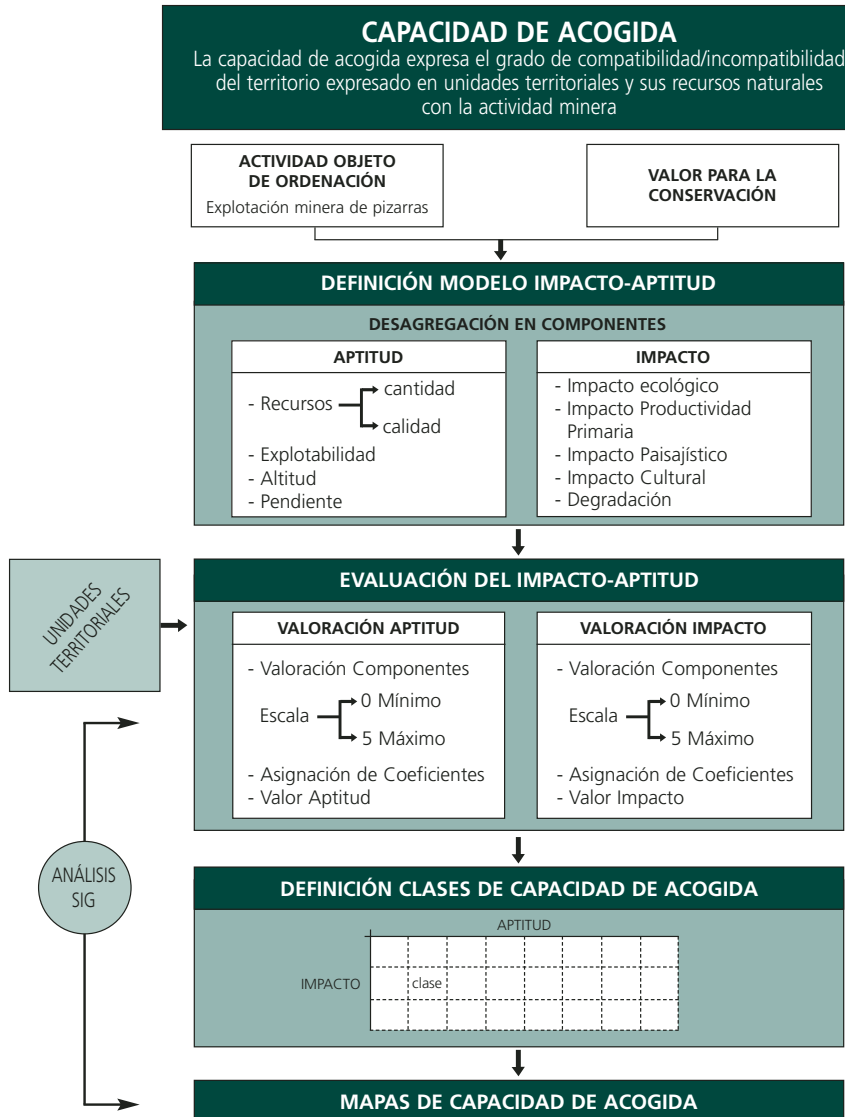 CAPACIDAD DE ACOGIDA
La capacidad de acogida expresa el grado de compatibilidad/incompatibilidad
del territorio expresado en unidades territoriales y sus recursos naturales
con la actividad minera
ACTIVIDAD OBJETO
DE ORDENACIÓN
Explotación minera de pizarras
VALOR PARA LA
CONSERVACIÓN
DEFINICIÓN MODELO IMPACTO-APTITUD
DESAGREGACIÓN EN COMPONENTES
APTITUD
- Recursos
cantidad
calidad
- Explotabilidad
- Altitud
- Pendiente
IMPACTO
- Impacto ecológico
- Impacto Productividad
Primaria
- Impacto Paisajístico
- Impacto Cultural
- Degradación
UNIDADES
TERRITORIALES
EVALUACIÓN DEL IMPACTO-APTITUD
VALORACIÓN APTITUD
- Valoración Componentes
Escala
0 Mínimo
5 Máximo
- Asignación de Coeficientes
- Valor Aptitud
VALORACIÓN IMPACTO
- Valoración Componentes
Escala
0 Mínimo
5 Máximo
- Asignación de Coeficientes
- Valor Impacto
ANÁLISIS
SIG
DEFINICIÓN CLASES DE CAPACIDAD DE ACOGIDA
APTITUD
IMPACTO
clase
MAPAS DE CAPACIDAD DE ACOGIDA